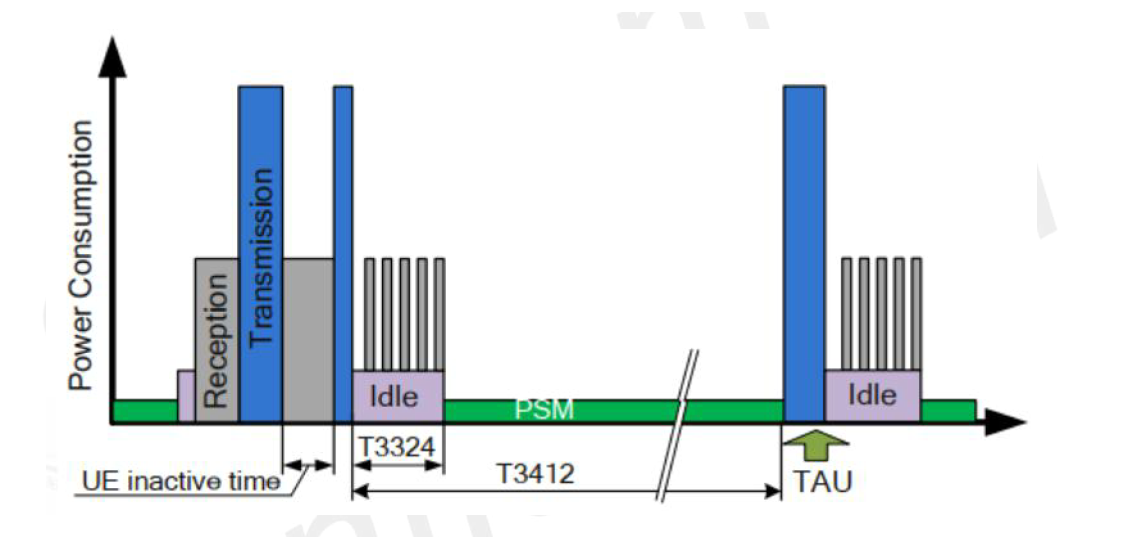 Power Consumption
Reception
Transmission
Idle
PSM
Idle
T3324
UE inactive time
T3412
TAU